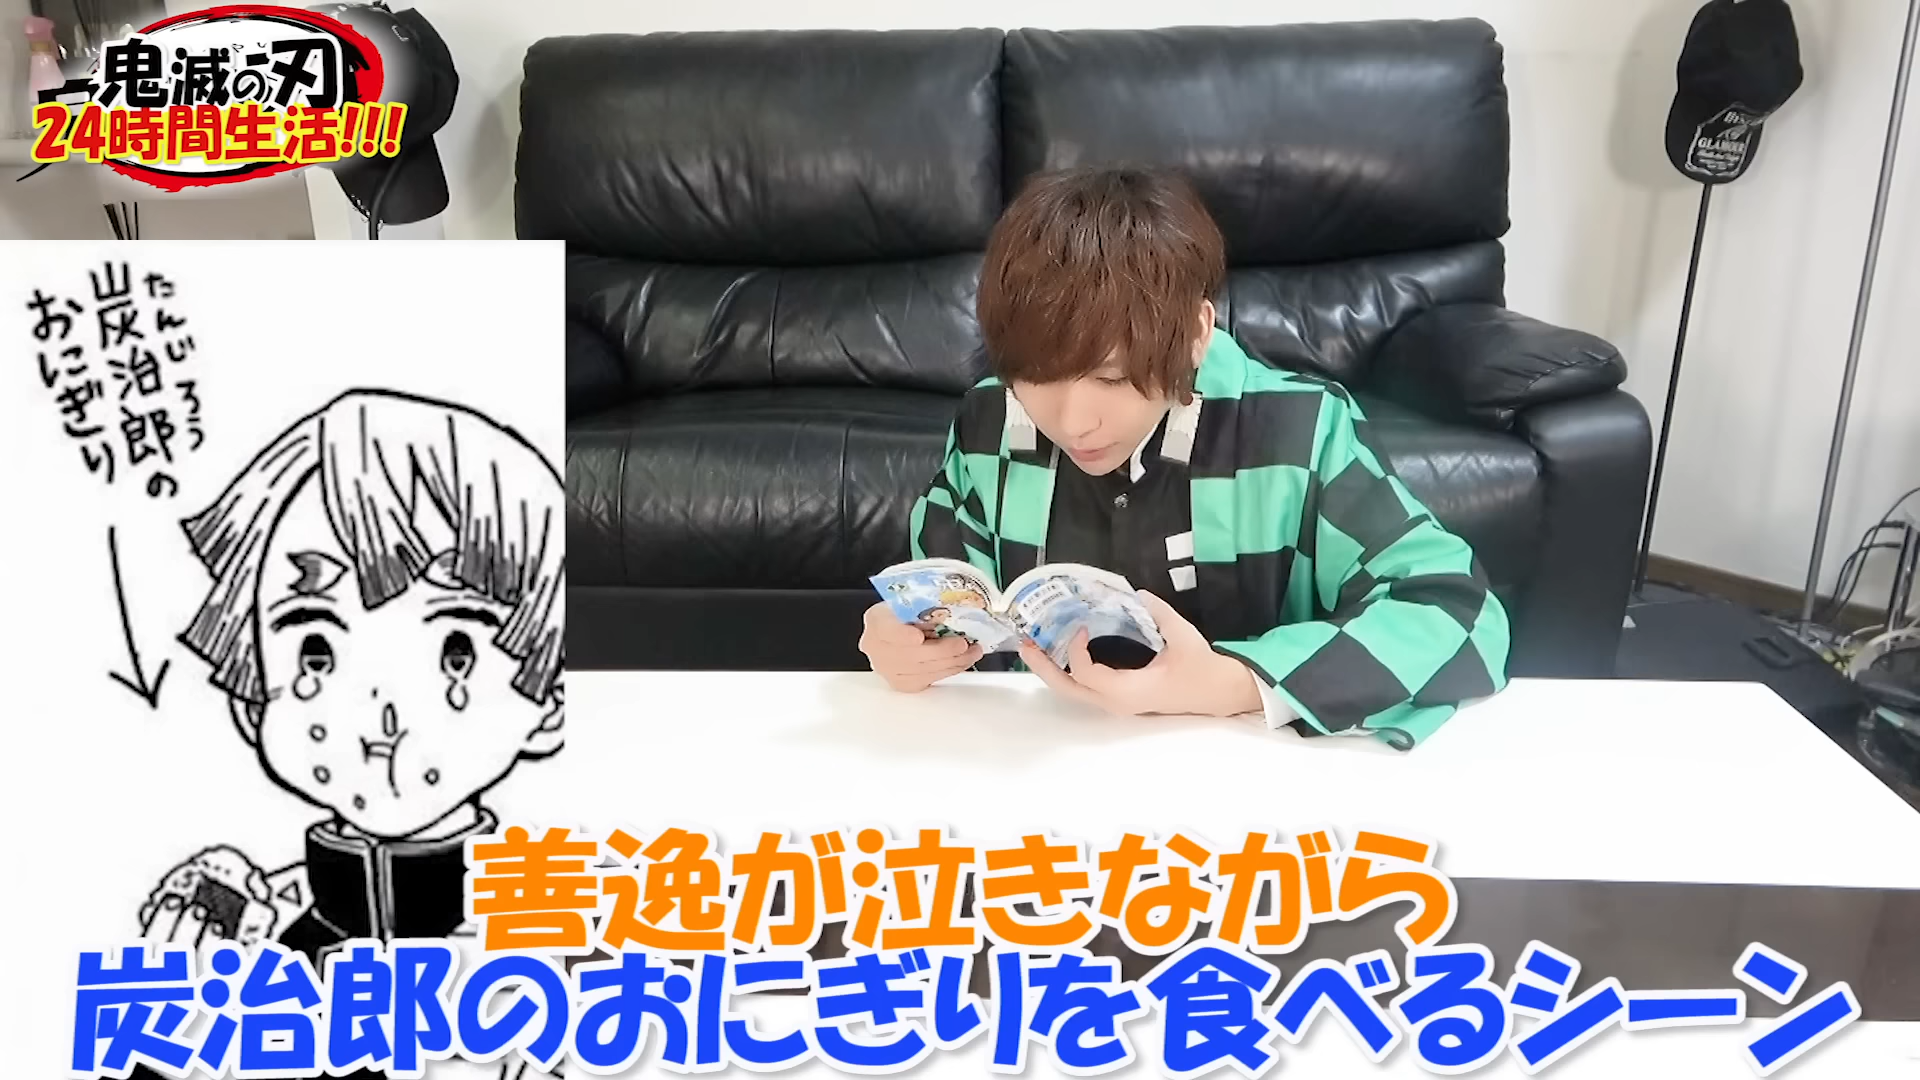 鬼滅の刃
24時間生活!!!
たんじろう
炭治郎の
おにぎり
GLAMOUR
善逸が泣きながら
炭治郎のおにぎりを食べるシーン